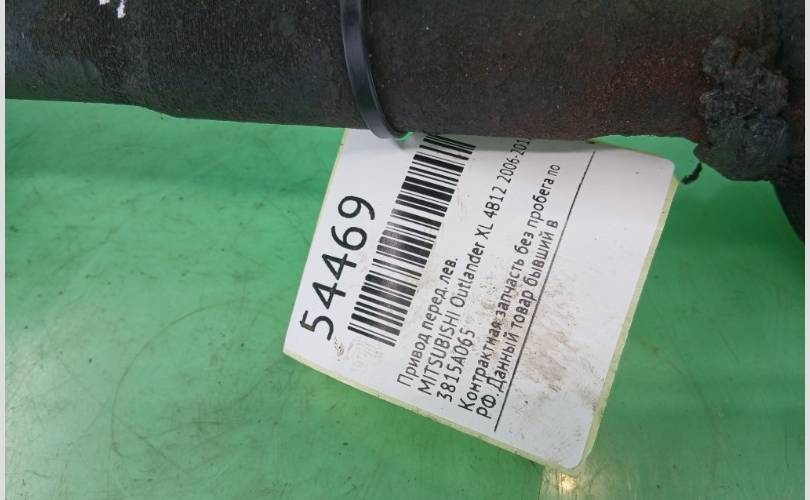 54469
Привод перед. лев.
MITSUBISHI Outlander XL 4B12 2006-201
3815A065
Контрактная запчасть без пробега по
РФ. Данный товар бывший в